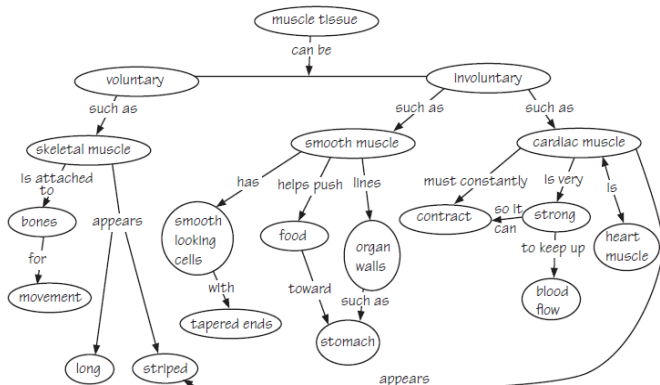 muscle tissue
can be
voluntary
Involuntary
such as
such as
such as
skeletal muscle
smooth muscle
cardiac muscle
Is attached
to
has
helps push
lines
must constantly
Is very
Is
bones
appears
smooth
looking
cells
food
organ
walls
contract
so it
can
strong
heart
muscle
for
to keep up
movement
with
toward
such as
blood
flow
tapered ends
stomach
long
striped
appears